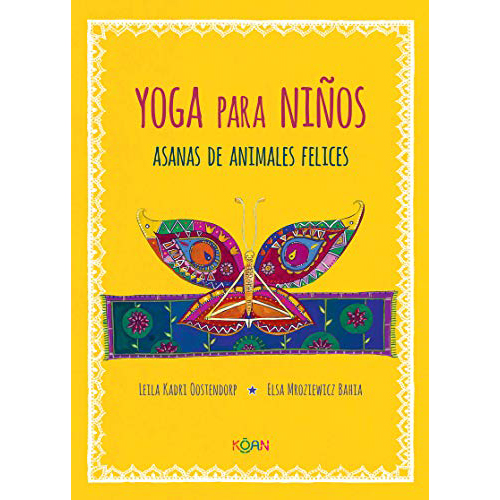 YOGA PARA NIÑOS
ASANAS DE ANIMALES FELICES
LEILA KADRI OOSTENDORP ★ ELSA MROZIEWICZ BAHIA
KŌAN